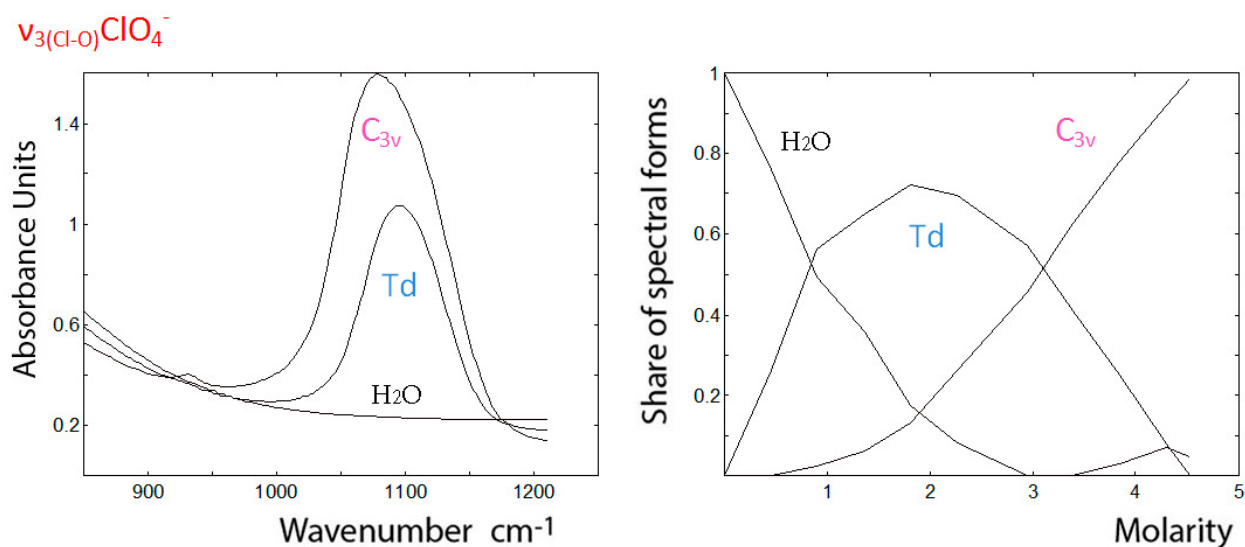 ν₃(Cl-O)ClO₄⁻
Absorbance Units
1.4
1
0.6
0.2
C₃ᵥ
Td
H₂O
900
1000
1100
1200
Wavenumber cm⁻¹
Share of spectral forms
1
0.8
0.6
0.4
0.2
H₂O
C₃ᵥ
Td
1
2
3
4
5
Molarity